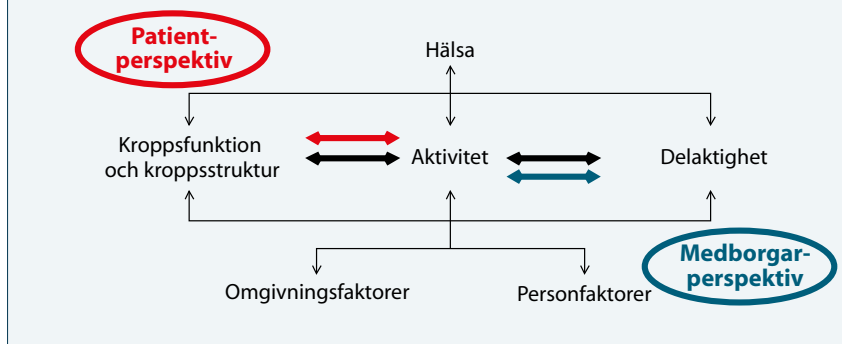 Patient-
perspektiv
Hälsa
Kroppsfunktion
och kroppsstruktur
Aktivitet
Delaktighet
Medborgar-
perspektiv
Omgivningsfaktorer
Personfaktorer